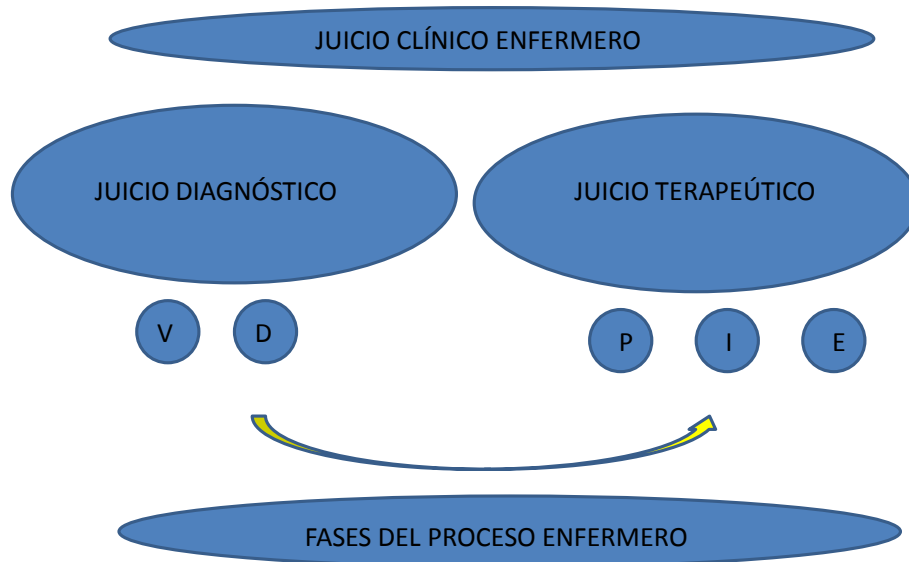 JUICIO CLÍNICO ENFERMERO
JUICIO DIAGNÓSTICO
JUICIO TERAPEÚTICO
V D
P I E
FASES DEL PROCESO ENFERMERO